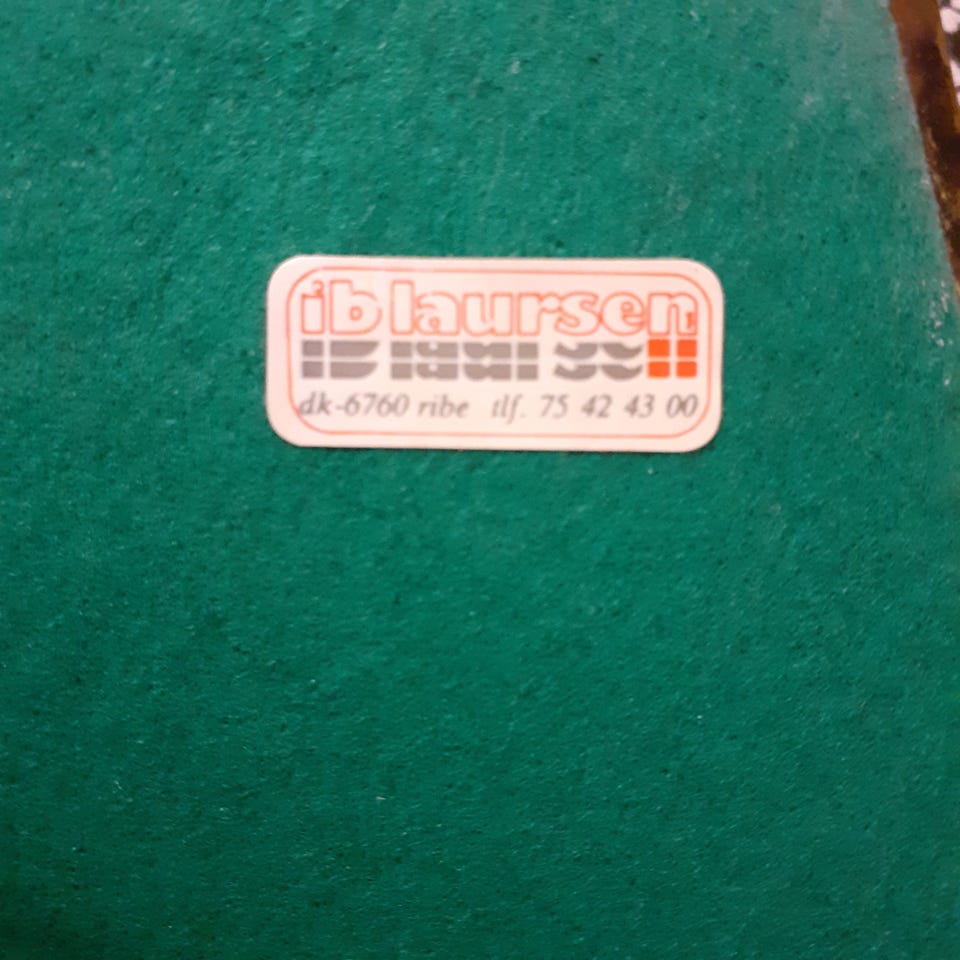 ib laursen
dk-6760 ribe tlf. 75 42 43 00